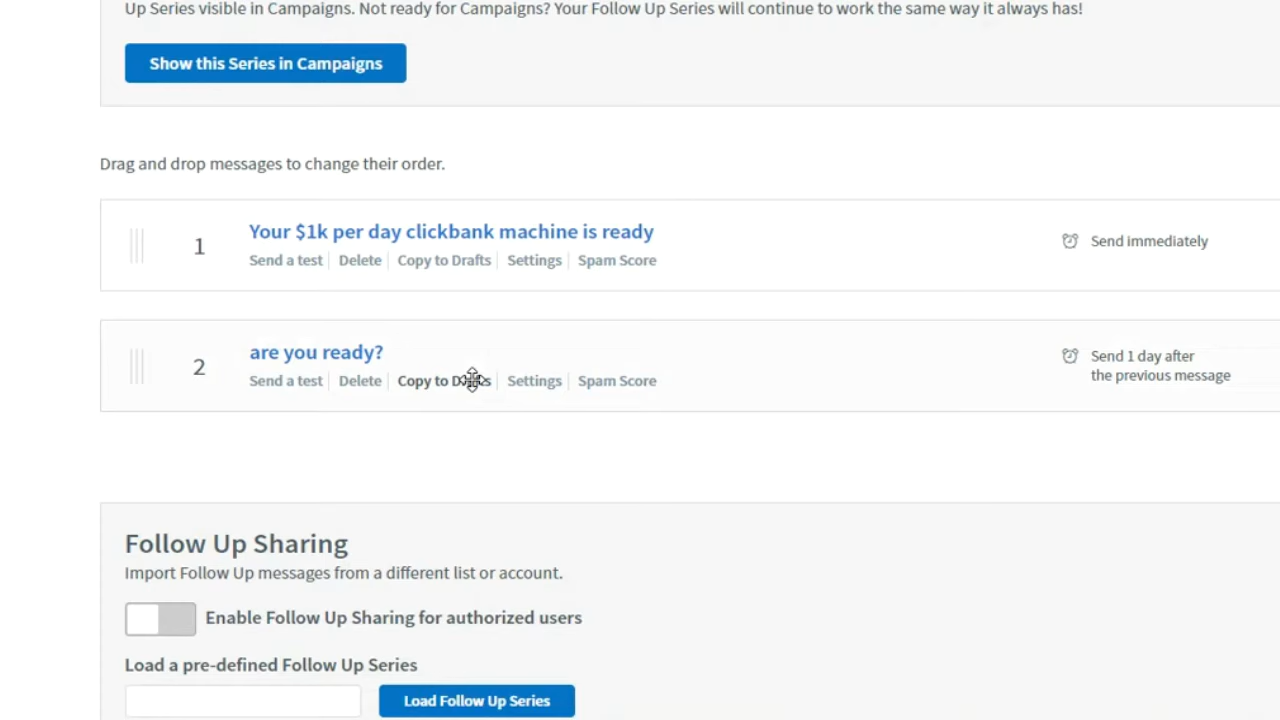 Up Series visible in Campaigns. Not ready for Campaigns? Your Follow Up Series will continue to work the same way it always has!
Show this Series in Campaigns
Drag and drop messages to change their order.
1
Your $1k per day clickbank machine is ready
Send a test Delete Copy to Drafts Settings Spam Score
Send immediately
2
are you ready?
Send a test Delete Copy to Drafts Settings Spam Score
Send 1 day after
the previous message
Follow Up Sharing
Import Follow Up messages from a different list or account.
Enable Follow Up Sharing for authorized users
Load a pre-defined Follow Up Series
Load Follow Up Series